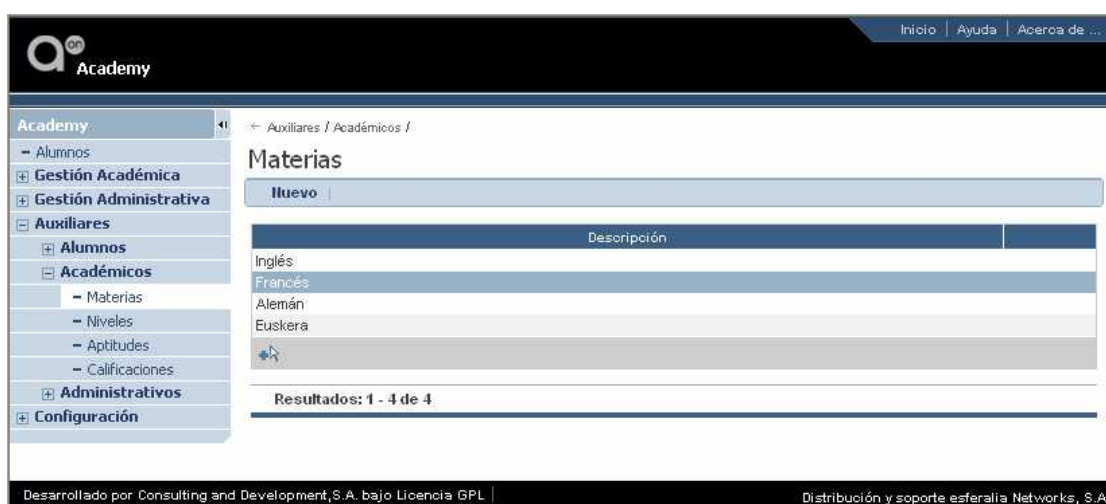 Inicio | Ayuda | Acerca de ...
on
Academy
Academy
← Auxiliares / Académicos /
Alumnos
Materias
Gestión Académica
Nuevo |
Gestión Administrativa
Auxiliares
Alumnos
Descripción
Académicos
Inglés
Francés
Materias
Alemán
Niveles
Euskera
Aptitudes
Calificaciones
Administrativos
Resultados: 1 - 4 de 4
Configuración
Desarrollado por Consulting and Development,S.A. bajo Licencia GPL |
Distribución y soporte esferalia Networks, S.A